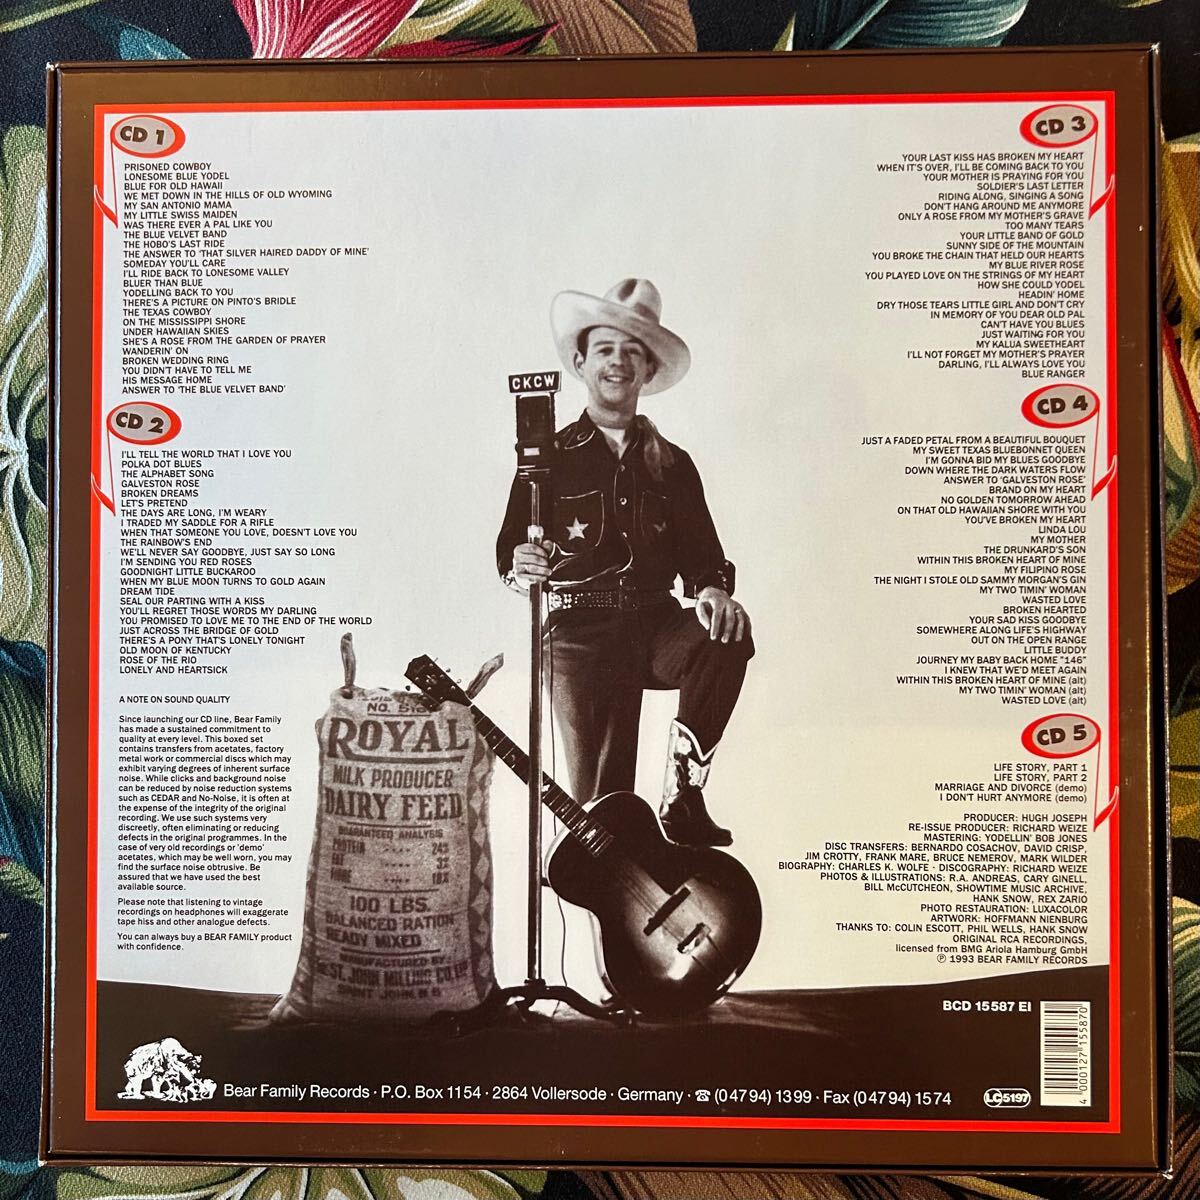 CD 1
PRISONED COWBOY
LONESOME BLUE YODEL
BLUE FOR OLD HAWAII
WE MET DOWN IN THE HILLS OF OLD WYOMING
MY SAN ANTONIO MAMA
MY LITTLE SWISS MAIDEN
WAS THERE EVER A PAL LIKE YOU
THE BLUE VELVET BAND
THE HOBO'S LAST RIDE
THE ANSWER TO 'THAT SILVER HAIRED DADDY OF MINE'
SOMEDAY YOU'LL CARE
I'LL RIDE BACK TO LONESOME VALLEY
BLUER THAN BLUE
YODELLING BACK TO YOU
THERE'S A PICTURE ON PINTO'S BRIDLE
THE TEXAS COWBOY
ON THE MISSISSIPPI SHORE
UNDER HAWAIIAN SKIES
SHE'S A ROSE FROM THE GARDEN OF PRAYER
WANDERIN' ON
BROKEN WEDDING RING
YOU DIDN'T HAVE TO TELL ME
HIS MESSAGE HOME
ANSWER TO 'THE BLUE VELVET BAND'
CD 2
I'LL TELL THE WORLD THAT I LOVE YOU
POLKA DOT BLUES
THE ALPHABET SONG
GALVESTON ROSE
BROKEN DREAMS
LET'S PRETEND
THE DAYS ARE LONG, I'M WEARY
I TRADED MY SADDLE FOR A RIFLE
WHEN THAT SOMEONE YOU LOVE, DOESN'T LOVE YOU
THE RAINBOW'S END
WE'LL NEVER SAY GOODBYE, JUST SAY SO LONG
I'M SENDING YOU RED ROSES
GOODNIGHT LITTLE BUCKAROO
WHEN MY BLUE MOON TURNS TO GOLD AGAIN
DREAM TIDE
SEAL OUR PARTING WITH A KISS
YOU'LL REGRET THOSE WORDS MY DARLING
YOU PROMISED TO LOVE ME TO THE END OF THE WORLD
JUST ACROSS THE BRIDGE OF GOLD
THERE'S A PONY THAT'S LONELY TONIGHT
OLD MOON OF KENTUCKY
ROSE OF THE RIO
LONELY AND HEARTSICK
A NOTE ON SOUND QUALITY
Since launching our CD line, Bear Family
has made a sustained commitment to
quality at every level. This boxed set
contains transfers from acetates, factory
metal work or commercial discs which may
exhibit varying degrees of inherent surface
noise. While clicks and background noise
can be reduced by noise reduction systems
such as CEDAR and No-Noise, it is often at
the expense of the integrity of the original
recording. We use such systems very
discreetly, often eliminating or reducing
defects in the original programmes. In the
case of very old recordings or 'demo'
acetates, which may be well worn, you may
find the surface noise obtrusive. Be
assured that we have used the best
available source.
Please note that listening to vintage
recordings on headphones will exaggerate
tape hiss and other analogue defects.
You can always buy a BEAR FAMILY product
with confidence.
CKCW
ROYAL
MILK PRODUCER
DAIRY FEED
GUARANTEED ANALYSIS
100 LBS.
BALANCED RATION
READY MIXED
ST. JOHN MILLING CO. LTD
SAINT JOHN N B
CD 3
YOUR LAST KISS HAS BROKEN MY HEART
WHEN IT'S OVER, I'LL BE COMING BACK TO YOU
YOUR MOTHER IS PRAYING FOR YOU
SOLDIER'S LAST LETTER
RIDING ALONG, SINGING A SONG
DON'T HANG AROUND ME ANYMORE
ONLY A ROSE FROM MY MOTHER'S GRAVE
TOO MANY TEARS
YOUR LITTLE BAND OF GOLD
SUNNY SIDE OF THE MOUNTAIN
YOU BROKE THE CHAIN THAT HELD OUR HEARTS
MY BLUE RIVER ROSE
YOU PLAYED LOVE ON THE STRINGS OF MY HEART
HOW SHE COULD YODEL
HEADIN' HOME
DRY THOSE TEARS LITTLE GIRL AND DON'T CRY
IN MEMORY OF YOU DEAR OLD PAL
CAN'T HAVE YOU BLUES
JUST WAITING FOR YOU
MY KALUA SWEETHEART
I'LL NOT FORGET MY MOTHER'S PRAYER
DARLING, I'LL ALWAYS LOVE YOU
BLUE RANGER
CD 4
JUST A FADED PETAL FROM A BEAUTIFUL BOUQUET
MY SWEET TEXAS BLUEBONNET QUEEN
I'M GONNA BID MY BLUES GOODBYE
DOWN WHERE THE DARK WATERS FLOW
ANSWER TO 'GALVESTON ROSE'
BRAND ON MY HEART
NO GOLDEN TOMORROW AHEAD
ON THAT OLD HAWAIIAN SHORE WITH YOU
YOU'VE BROKEN MY HEART
LINDA LOU
MY MOTHER
THE DRUNKARD'S SON
WITHIN THIS BROKEN HEART OF MINE
MY FILIPINO ROSE
THE NIGHT I STOLE OLD SAMMY MORGAN'S GIN
MY TWO TIMIN' WOMAN
WASTED LOVE
BROKEN HEARTED
YOUR SAD KISS GOODBYE
SOMEWHERE ALONG LIFE'S HIGHWAY
OUT ON THE OPEN RANGE
LITTLE BUDDY
JOURNEY MY BABY BACK HOME "146"
I KNEW THAT WE'D MEET AGAIN
WITHIN THIS BROKEN HEART OF MINE (alt)
MY TWO TIMIN' WOMAN (alt)
WASTED LOVE (alt)
CD 5
LIFE STORY, PART 1
LIFE STORY, PART 2
MARRIAGE AND DIVORCE (demo)
I DON'T HURT ANYMORE (demo)
PRODUCER: HUGH JOSEPH
RE-ISSUE PRODUCER: RICHARD WEIZE
MASTERING: YODELLIN' BOB JONES
DISC TRANSFERS: BERNARDO COSACHOV, DAVID CRISP,
JIM CROTTY, FRANK MARE, BRUCE NEMEROV, MARK WILDER
BIOGRAPHY: CHARLES K. WOLFE · DISCOGRAPHY: RICHARD WEIZE
PHOTOS & ILLUSTRATIONS: R.A. ANDREAS, CARY GINELL,
BILL McCUTCHEON, SHOWTIME MUSIC ARCHIVE,
HANK SNOW, REX ZARIO
PHOTO RESTAURATION: LUXACOLOR
ARTWORK: HOFFMANN NIENBURG
THANKS TO: COLIN ESCOTT, PHIL WELLS, HANK SNOW
ORIGINAL RCA RECORDINGS,
licensed from BMG Ariola Hamburg GmbH
℗ 1993 BEAR FAMILY RECORDS
BCD 15587 EI
4 000127 155870
LC 5197
Bear Family Records · P.O. Box 1154 · 2864 Vollersode · Germany · ☎ (04794) 1399 · Fax (04794) 1574